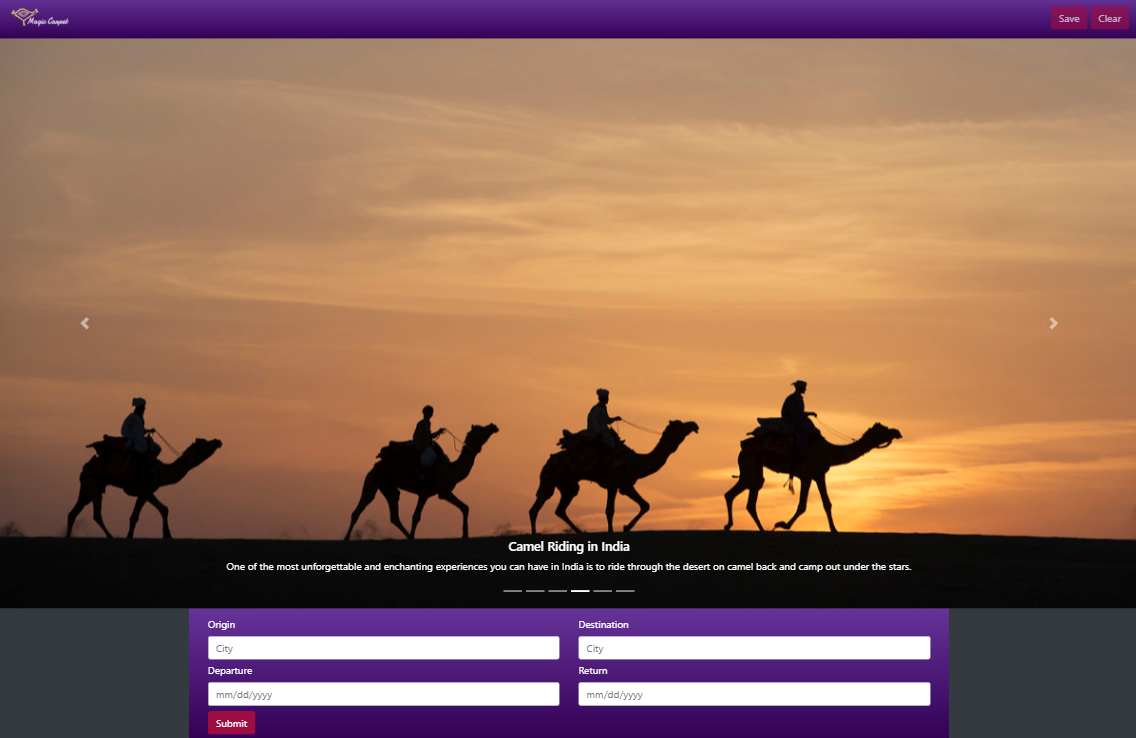 Magic Carpet
Save
Clear
Camel Riding in India
One of the most unforgettable and enchanting experiences you can have in India is to ride through the desert on camel back and camp out under the stars.
Origin
Destination
City
City
Departure
Return
mm/dd/yyyy
mm/dd/yyyy
Submit